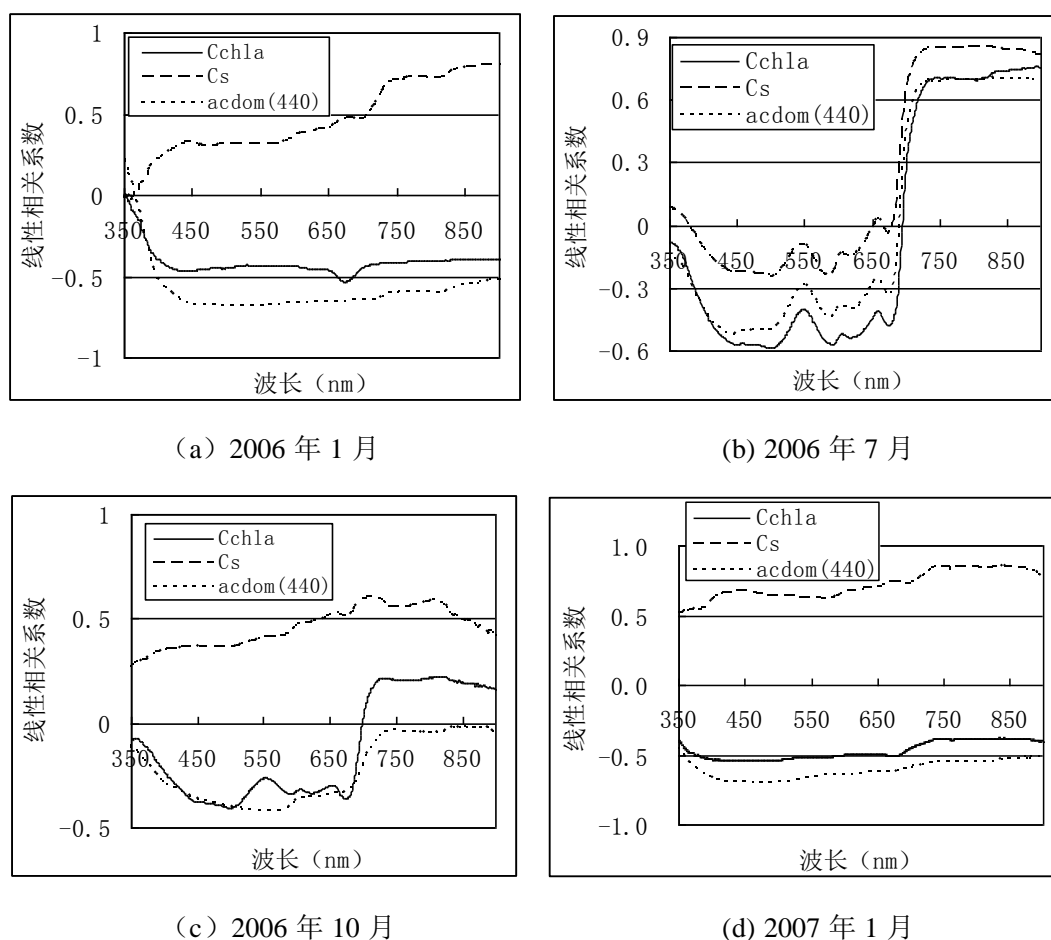 1
0.5
0
-0.5
-1
350 450 550 650 750 850
线性相关系数
波长（nm）
Cchla
Cs
acdom(440)
（a）2006 年 1 月
0.9
0.6
0.3
0
-0.3
-0.6
350 450 550 650 750 850
线性相关系数
波长（nm）
Cchla
Cs
acdom(440)
(b) 2006 年 7 月
1
0.5
0
-0.5
350 450 550 650 750 850
线性相关系数
波长（nm）
Cchla
Cs
acdom(440)
（c）2006 年 10 月
1.0
0.5
0.0
-0.5
-1.0
350 450 550 650 750 850
线性相关系数
波长（nm）
Cchla
Cs
acdom(440)
(d) 2007 年 1 月